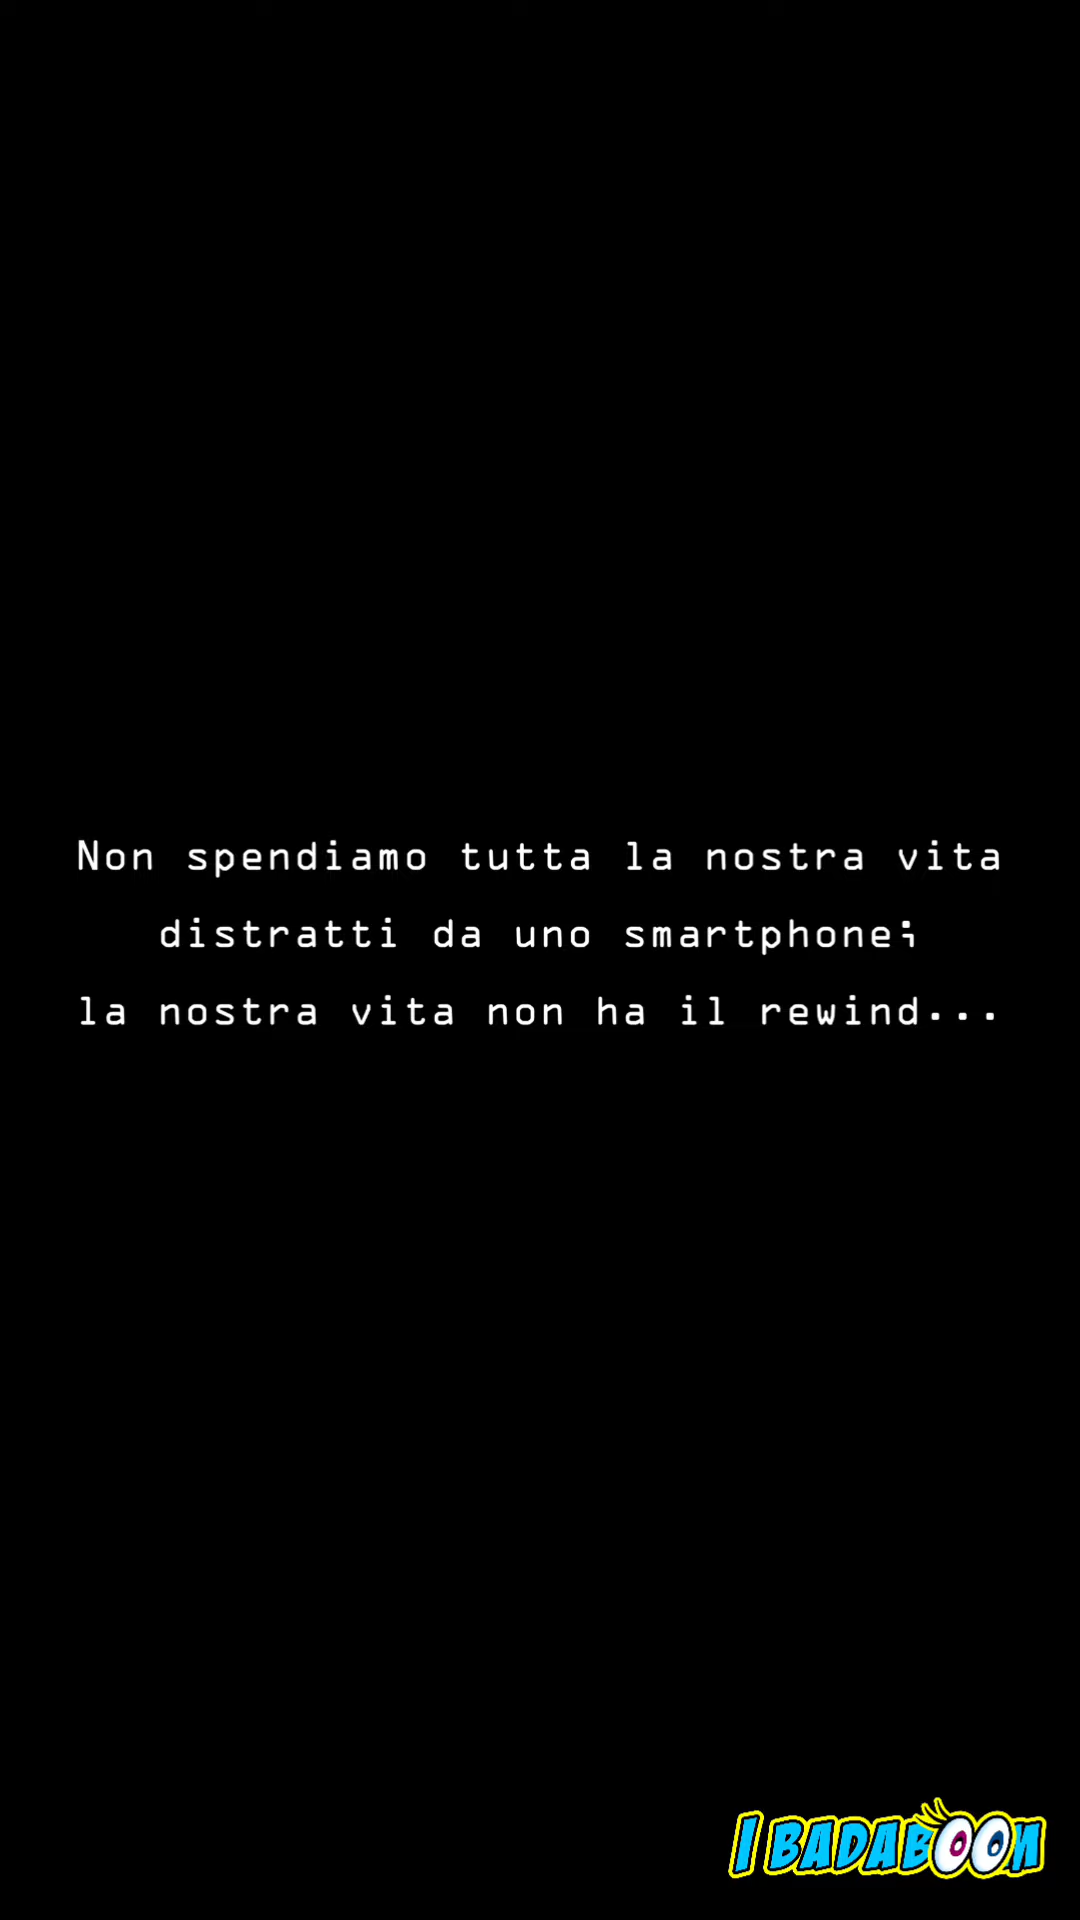 Non spendiamo tutta la nostra vita
distratti da uno smartphone;
la nostra vita non ha il rewind...
I BADABOOM